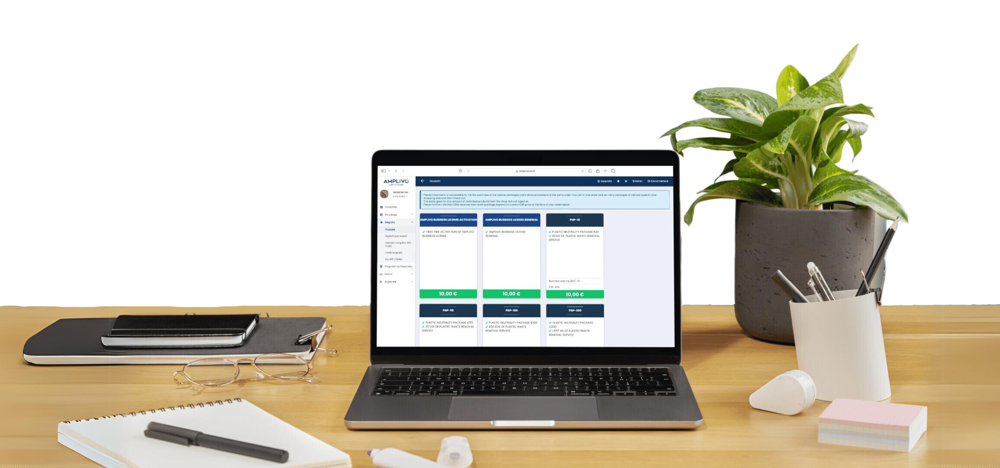 amplivo.com
AMPLIVO
Prodotti
Supporto
Italian
Disconnettersi
Il Mio Profilo
Cruscotto
Portafogli
Negozio
Prodotti
Biglietti per eventi
Redeem Amplivo Gift
Code
I miei acquisti
My Gift Codes
Programma Associato
Bonus
Scaricare
Please note that it is not possible to mix the purchase of the various packages and individual products in the same order. You can in one order add as many packages of various types to your
shopping cart and then check out.
The same goes for any amount of individual products from the shop, but not together.
Please further note that CSRs received from each package depend on current CSR price at the time of your redemption.
AMPLIVO BUSINESS LICENSE ACTIVATION
FIRST TIME ACTIVATION OF AMPLIVO
BUSINESS LICENSE
10,00 €
AMPLIVO BUSINESS LICENSE RENEWAL
AMPLIVO BUSINESS LICENSE
RENEWAL
10,00 €
PNP-10
PLASTIC NEUTRALITY PACKAGE €10
83 KG OF PLASTIC WASTE REMOVAL
SERVICE
Business volume (BV) : 10
10,00 €
PNP-50
PLASTIC NEUTRALITY PACKAGE €50
417 KG OF PLASTIC WASTE REMOVAL
SERVICE
PNP-100
PLASTIC NEUTRALITY PACKAGE €100
833 KGS OF PLASTIC WASTE
REMOVAL SERVICE
PNP-200
PLASTIC NEUTRALITY PACKAGE
€200
1.667 KG OF PLASTIC WASTE
REMOVAL SERVICE
control option command
command option